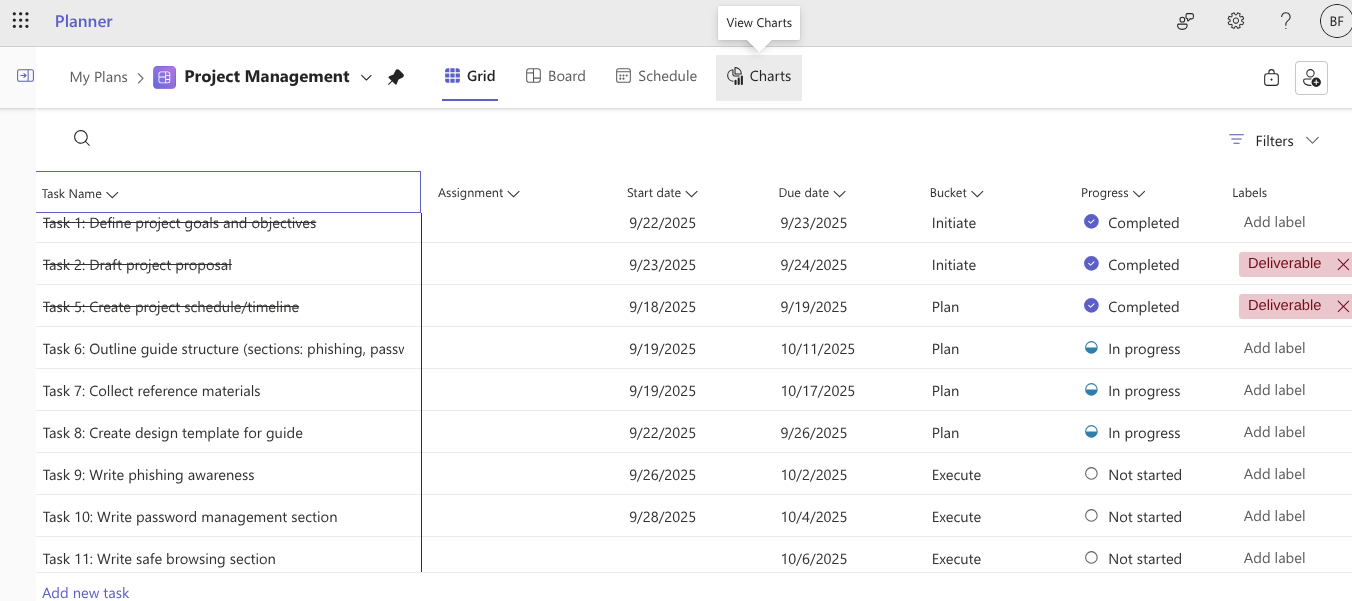 Planner
View Charts
BF
My Plans > Project Management
Grid
Board
Schedule
Charts
Filters
Task Name
Assignment
Start date
Due date
Bucket
Progress
Labels
Task 1: Define project goals and objectives 9/22/2025 9/23/2025 Initiate Completed Add label
Task 2: Draft project proposal 9/23/2025 9/24/2025 Initiate Completed Deliverable
Task 5: Create project schedule/timeline 9/18/2025 9/19/2025 Plan Completed Deliverable
Task 6: Outline guide structure (sections: phishing, passw 9/19/2025 10/11/2025 Plan In progress Add label
Task 7: Collect reference materials 9/19/2025 10/17/2025 Plan In progress Add label
Task 8: Create design template for guide 9/22/2025 9/26/2025 Plan In progress Add label
Task 9: Write phishing awareness 9/26/2025 10/2/2025 Execute Not started Add label
Task 10: Write password management section 9/28/2025 10/4/2025 Execute Not started Add label
Task 11: Write safe browsing section 10/6/2025 Execute Not started Add label
Add new task